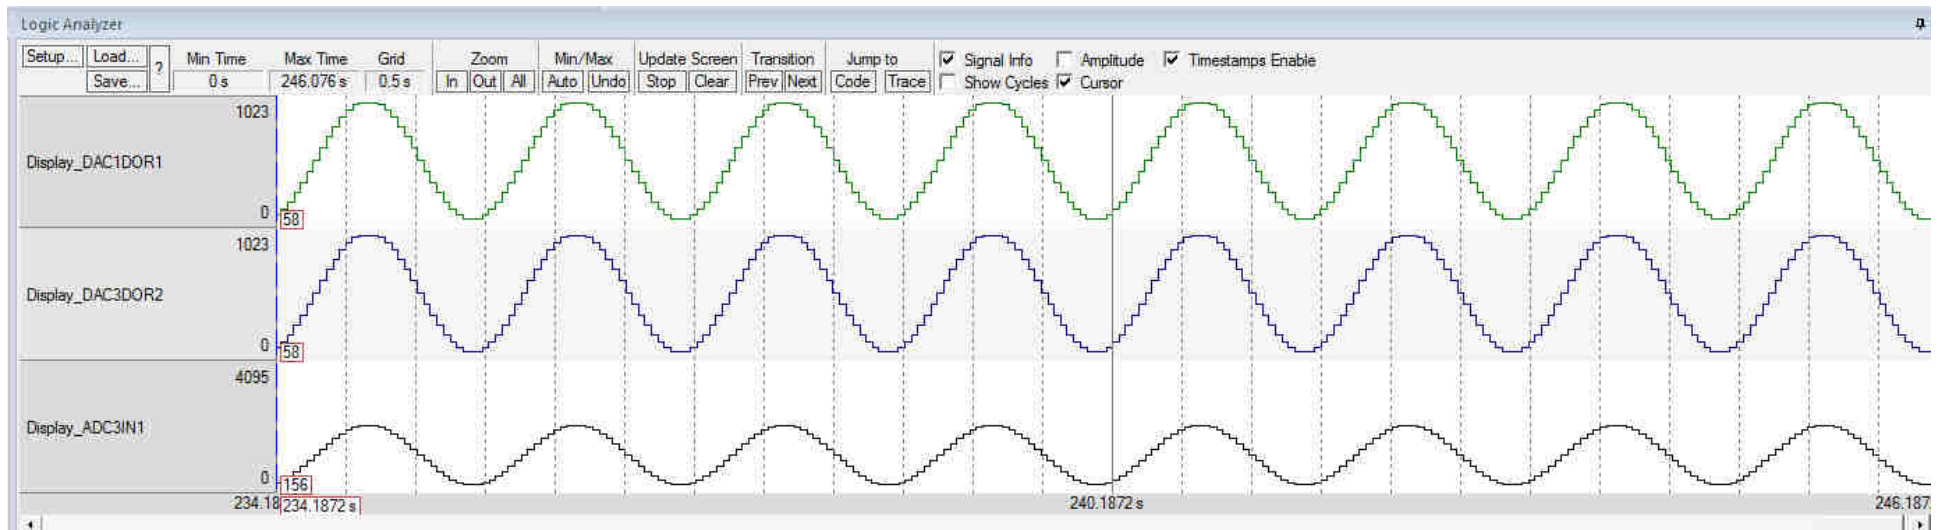 Logic Analyzer
Setup... Load... ? Min Time Max Time Grid Zoom Min/Max Update Screen Transition Jump to Signal Info Amplitude Timestamps Enable
Save... 0 s 246.076 s 0.5 s In Out All Auto Undo Stop Clear Prev Next Code Trace Show Cycles Cursor
1023
Display_DAC1DOR1
0 58
1023
Display_DAC3DOR2
0 58
4095
Display_ADC3IN1
0 156
234.18 234.1872 s 240.1872 s 246.187